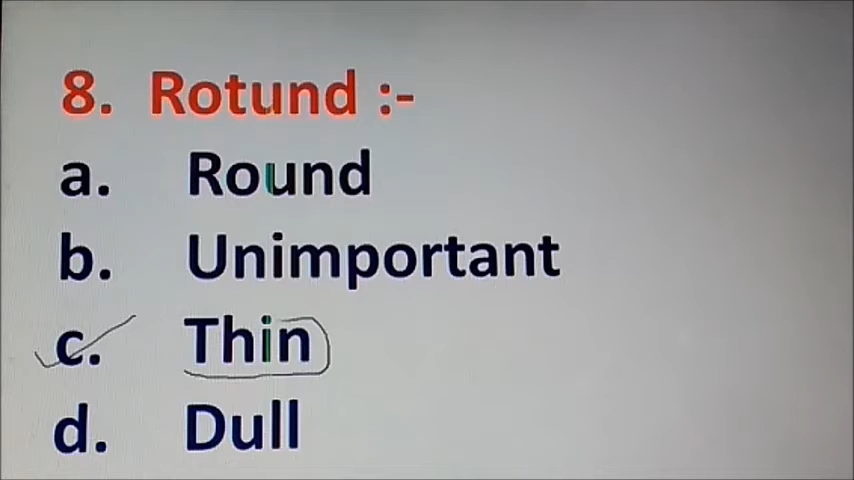 8. Rotund :-
a. Round
b. Unimportant
c. Thin
d. Dull